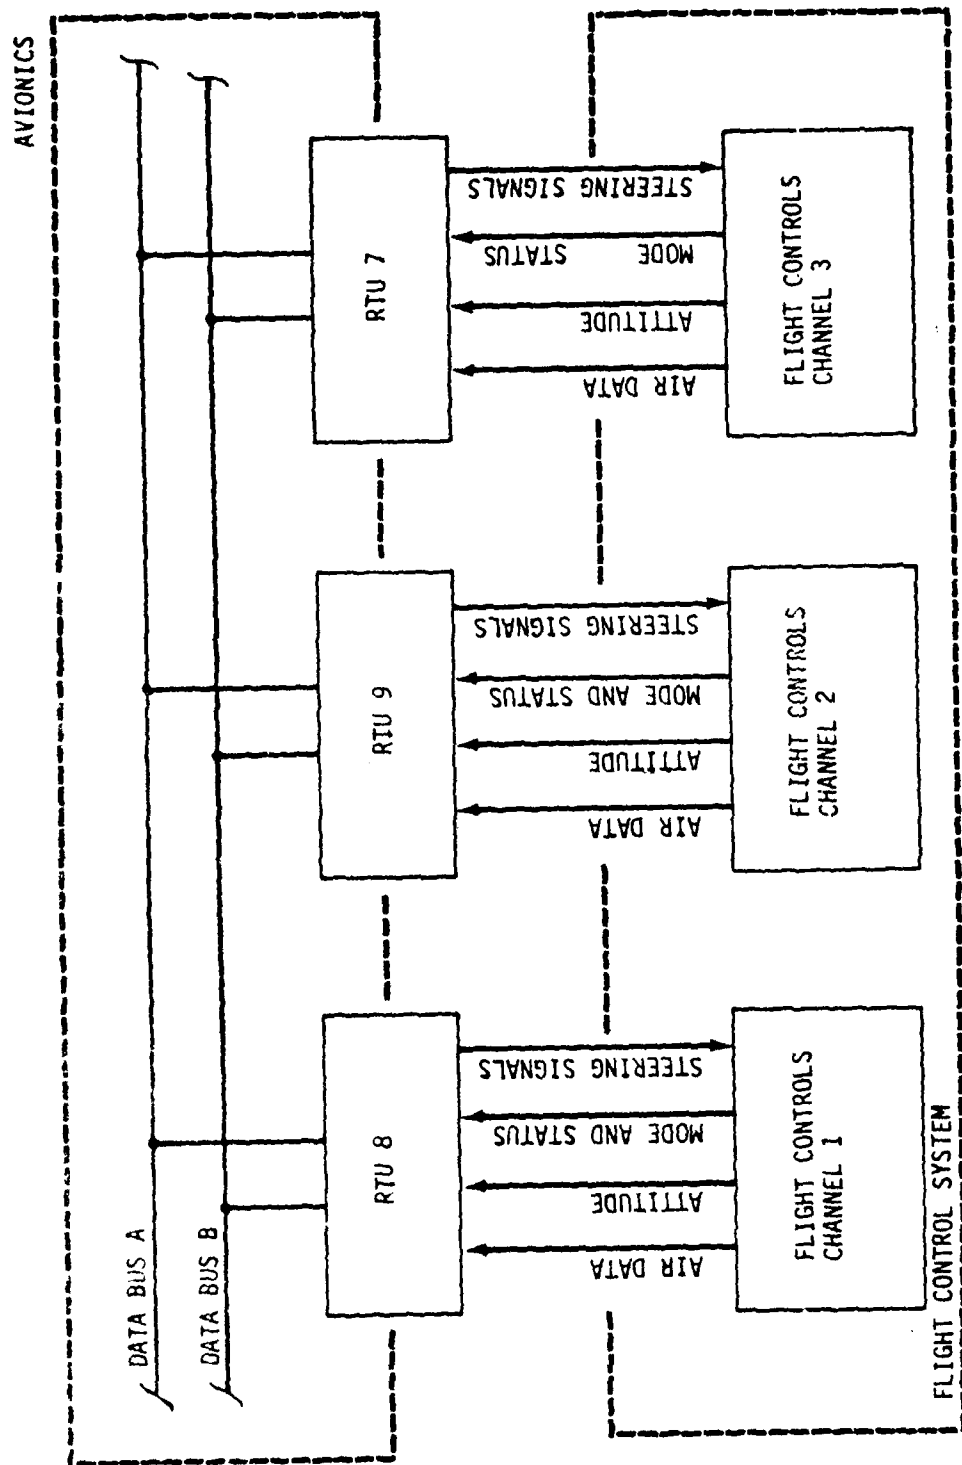 AVIONICS
DATA BUS A
DATA BUS B
RTU 8
RTU 9
RTU 7
AIR DATA
ATTITUDE
MODE AND STATUS
STEERING SIGNALS
AIR DATA
ATTITUDE
MODE AND STATUS
STEERING SIGNALS
AIR DATA
ATTITUDE
MODE STATUS
STEERING SIGNALS
FLIGHT CONTROLS
CHANNEL 1
FLIGHT CONTROLS
CHANNEL 2
FLIGHT CONTROLS
CHANNEL 3
FLIGHT CONTROL SYSTEM